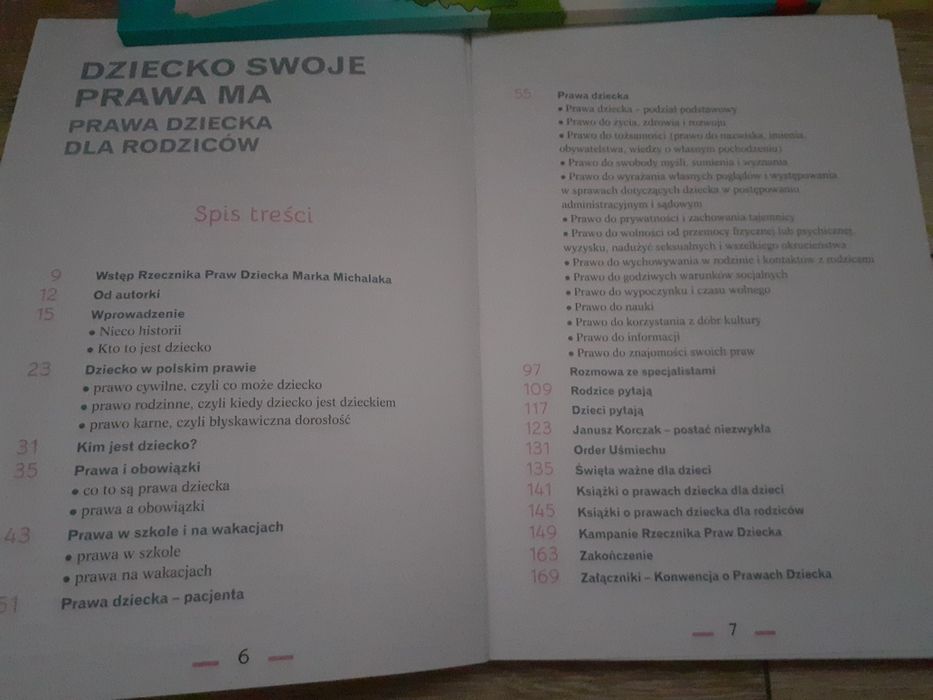 DZIECKO SWOJE
PRAWA MA
PRAWA DZIECKA
DLA RODZICÓW
Spis treści
9 Wstęp Rzecznika Praw Dziecka Marka Michalaka
12 Od autorki
15 Wprowadzenie
• Nieco historii
• Kto to jest dziecko
23 Dziecko w polskim prawie
• prawo cywilne, czyli co może dziecko
• prawo rodzinne, czyli kiedy dziecko jest dzieckiem
• prawo karne, czyli błyskawiczna dorosłość
31 Kim jest dziecko?
35 Prawa i obowiązki
• co to są prawa dziecka
• prawa a obowiązki
43 Prawa w szkole i na wakacjach
• prawa w szkole
• prawa na wakacjach
51 Prawa dziecka – pacjenta
6
55 Prawa dziecka
• Prawa dziecka – podział podstawowy
• Prawo do życia, zdrowia i rozwoju
• Prawo do tożsamości (prawo do nazwiska, imienia,
obywatelstwa, wiedzy o własnym pochodzeniu)
• Prawo do swobody myśli, sumienia i wyznania
• Prawo do wyrażania własnych poglądów i występowania
w sprawach dotyczących dziecka w postępowaniu
administracyjnym i sądowym
• Prawo do prywatności i zachowania tajemnicy
• Prawo do wolności od przemocy fizycznej lub psychicznej,
wyzysku, nadużyć seksualnych i wszelkiego okrucieństwa
• Prawo do wychowywania w rodzinie i kontaktów z rodzicami
• Prawo do godziwych warunków socjalnych
• Prawo do wypoczynku i czasu wolnego
• Prawo do nauki
• Prawo do korzystania z dóbr kultury
• Prawo do informacji
• Prawo do znajomości swoich praw
97 Rozmowa ze specjalistami
109 Rodzice pytają
117 Dzieci pytają
123 Janusz Korczak – postać niezwykła
131 Order Uśmiechu
135 Święta ważne dla dzieci
141 Książki o prawach dziecka dla dzieci
145 Książki o prawach dziecka dla rodziców
149 Kampanie Rzecznika Praw Dziecka
163 Zakończenie
169 Załączniki – Konwencja o Prawach Dziecka
7